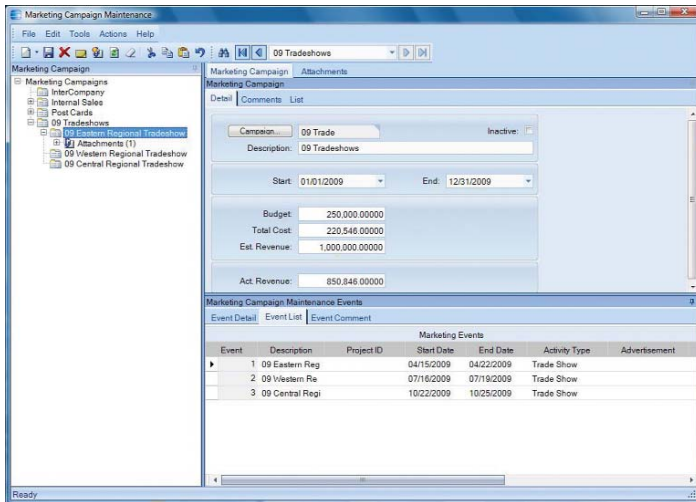 Marketing Campaign Maintenance
File Edit Tools Actions Help
09 Tradeshows
Marketing Campaign
Marketing Campaigns
InterCompany
Internal Sales
Post Cards
09 Tradeshows
09 Eastern Regional Tradeshow
Attachments (1)
09 Western Regional Tradeshow
09 Central Regional Tradeshow
Marketing Campaign Attachments
Marketing Campaign
Detail Comments List
Campaign... 09 Trade Inactive:
Description: 09 Tradeshows
Start: 01/01/2009 End: 12/31/2009
Budget: 250,000.00000
Total Cost: 220,546.00000
Est. Revenue: 1,000,000.00000
Act. Revenue: 850,846.00000
Marketing Campaign Maintenance Events
Event Detail Event List Event Comment
Marketing Events
Event Description Project ID Start Date End Date Activity Type Advertisement
1 09 Eastern Reg 04/15/2009 04/22/2009 Trade Show
2 09 Western Re 07/16/2009 07/19/2009 Trade Show
3 09 Central Regi 10/22/2009 10/25/2009 Trade Show
Ready